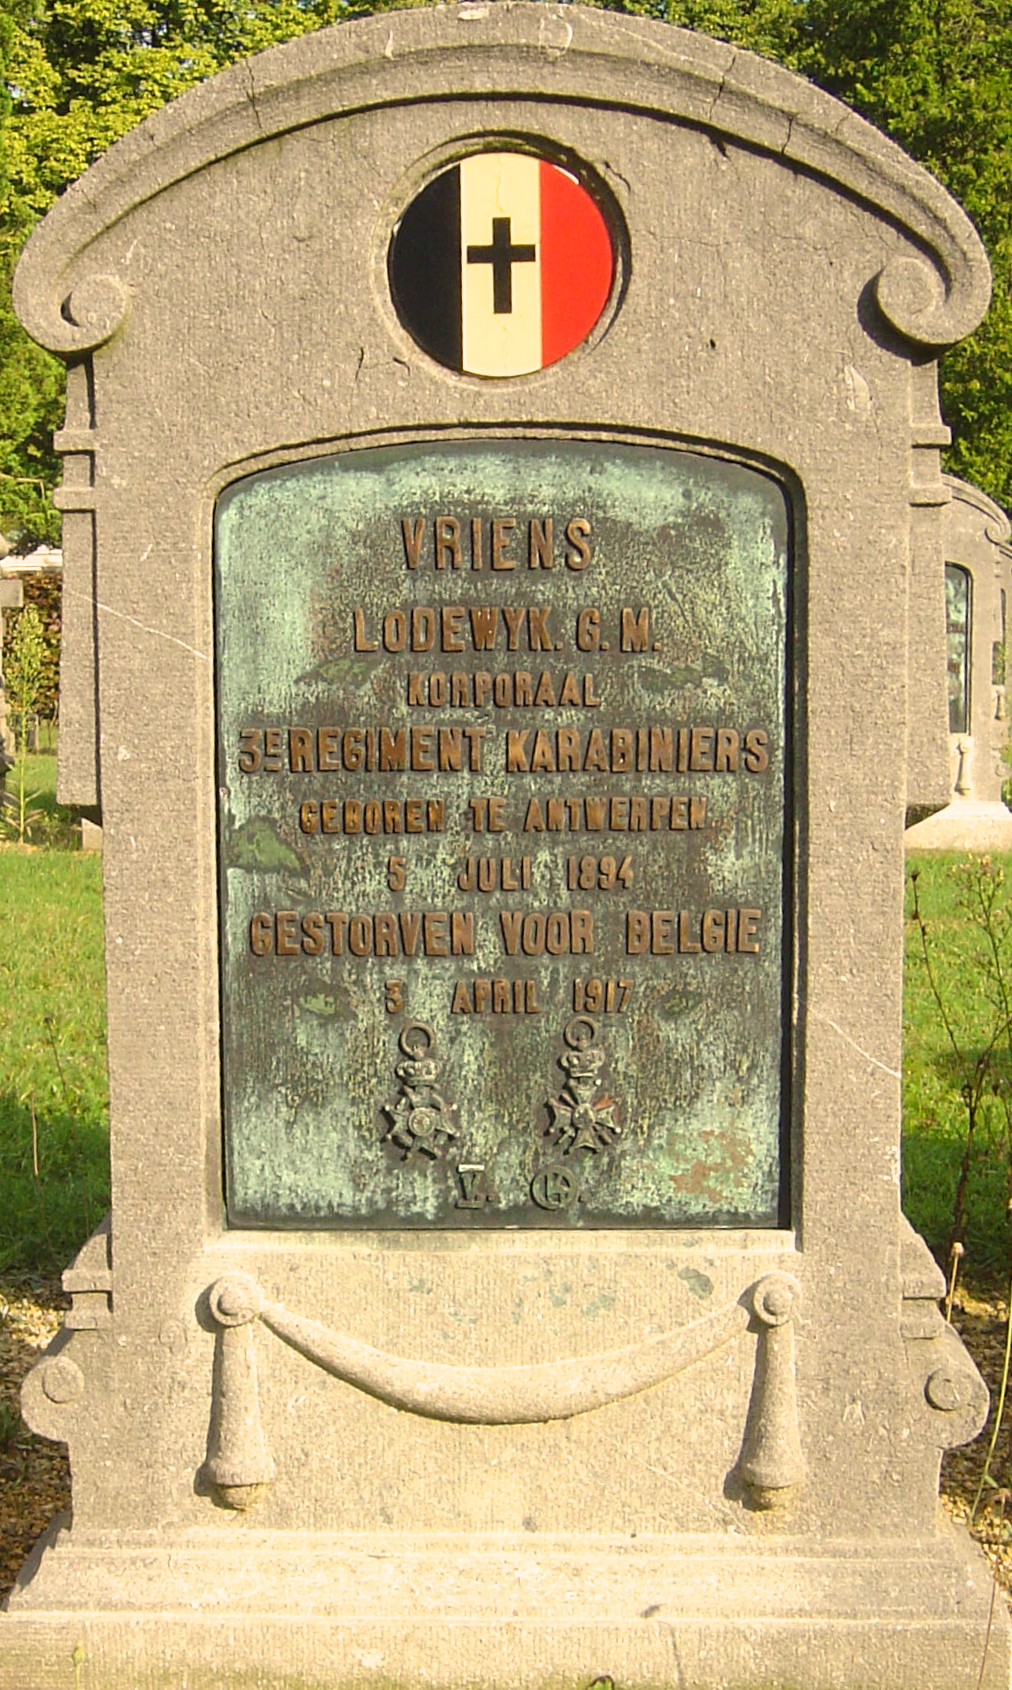 VRIENS
LODEWYK. G. M.
KORPORAAL
3E REGIMENT KARABINIERS
GEBOREN TE ANTWERPEN
5 JULI 1894
GESTORVEN VOOR BELGIE
3 APRIL 1917
V.